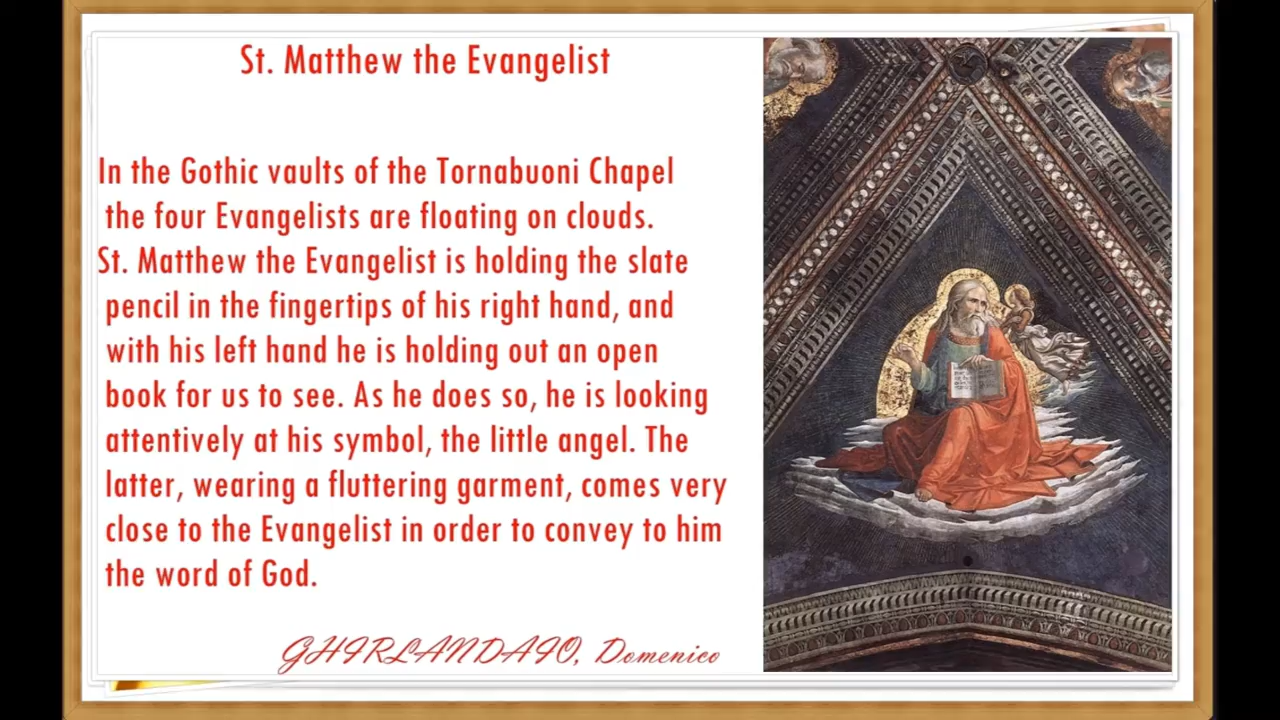 St. Matthew the Evangelist
In the Gothic vaults of the Tornabuoni Chapel
the four Evangelists are floating on clouds.
St. Matthew the Evangelist is holding the slate
pencil in the fingertips of his right hand, and
with his left hand he is holding out an open
book for us to see. As he does so, he is looking
attentively at his symbol, the little angel. The
latter, wearing a fluttering garment, comes very
close to the Evangelist in order to convey to him
the word of God.
GHIRLANDAIO, Domenico